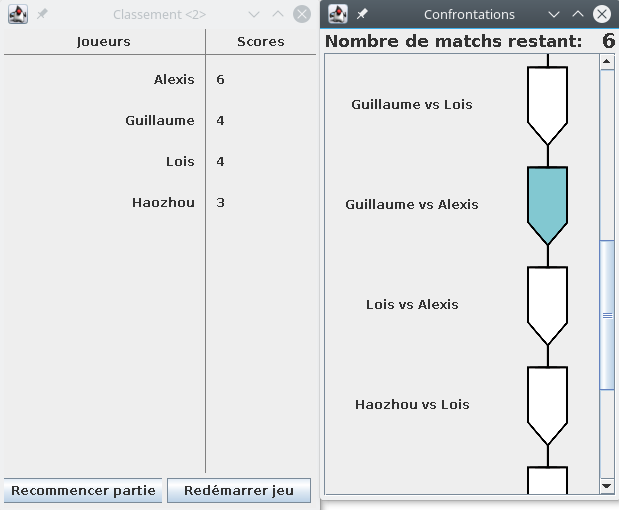 Classement <2>
Joueurs
Scores
Alexis 6
Guillaume 4
Lois 4
Haozhou 3
Recommencer partie
Redémarrer jeu
Confrontations
Nombre de matchs restant: 6
Guillaume vs Lois
Guillaume vs Alexis
Lois vs Alexis
Haozhou vs Lois